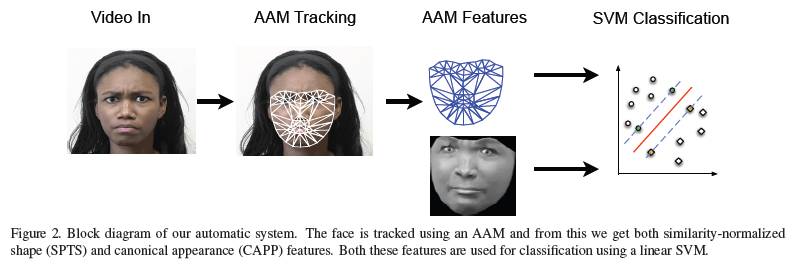 Video In AAM Tracking AAM Features SVM Classification
Figure 2. Block diagram of our automatic system. The face is tracked using an AAM and from this we get both similarity-normalized
shape (SPTS) and canonical appearance (CAPP) features. Both these features are used for classification using a linear SVM.